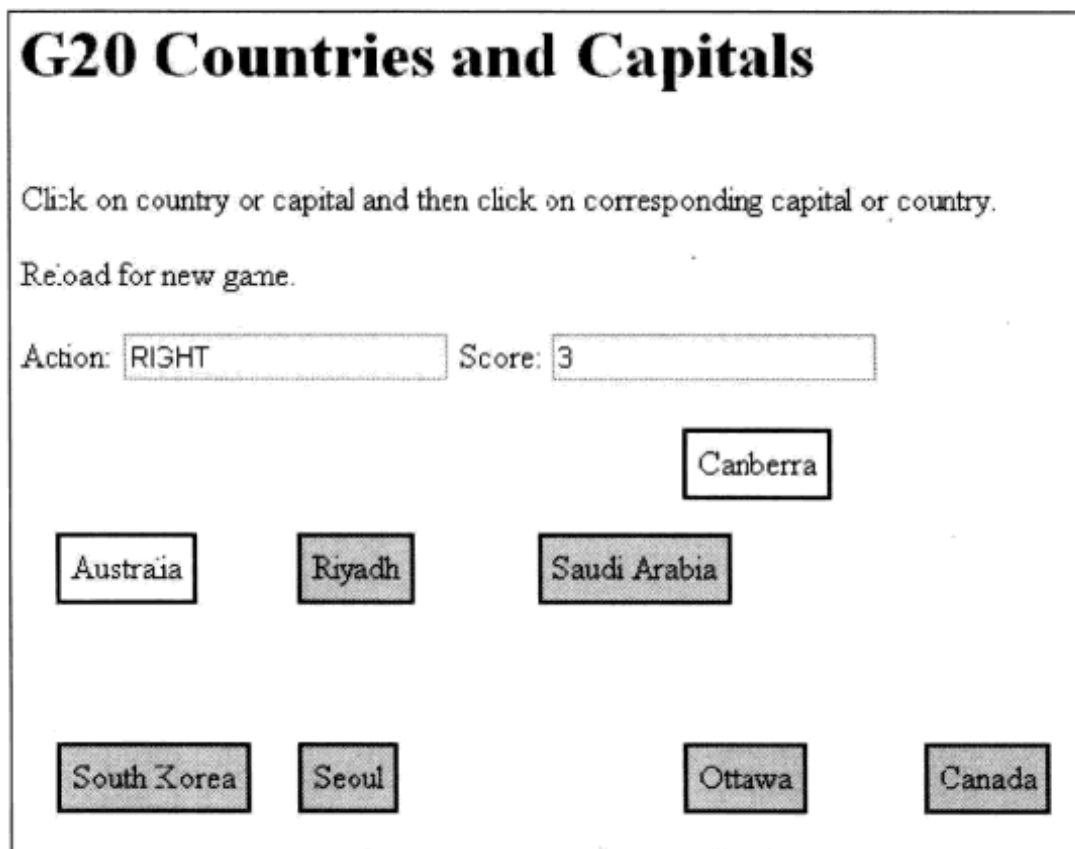 G20 Countries and Capitals
Click on country or capital and then click on corresponding capital or country.
Reload for new game.
Action: RIGHT Score: 3
Canberra
Australia Riyadh Saudi Arabia
South Korea Seoul Ottawa Canada